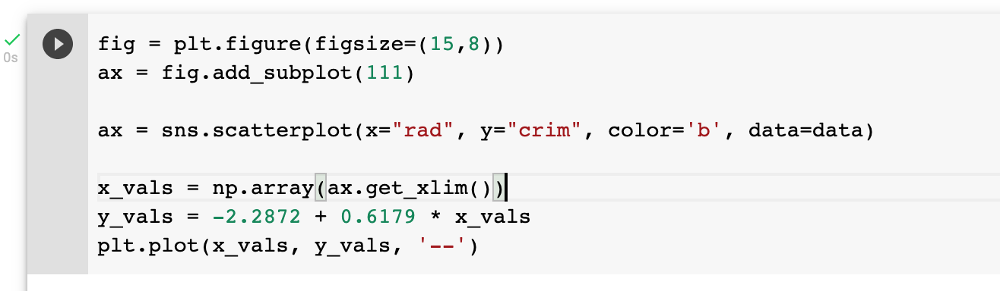 fig = plt.figure(figsize=(15,8))
ax = fig.add_subplot(111)
0s
ax = sns.scatterplot(x="rad", y="crim", color='b', data=data)
x_vals = np.array(ax.get_xlim())
y_vals = -2.2872 + 0.6179 * x_vals
plt.plot(x_vals, y_vals, '--')